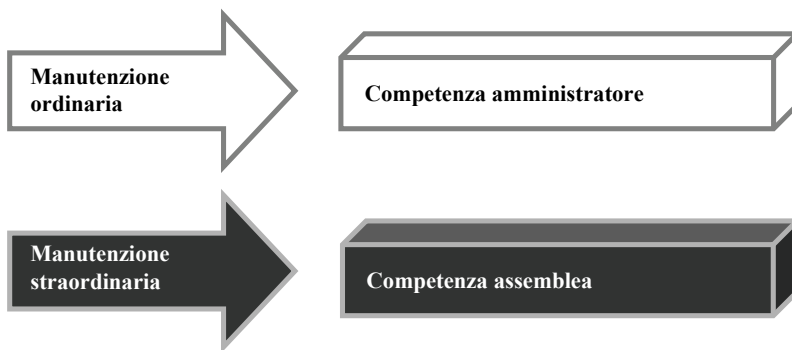 Manutenzione
ordinaria
Competenza amministratore
Manutenzione
straordinaria
Competenza assemblea